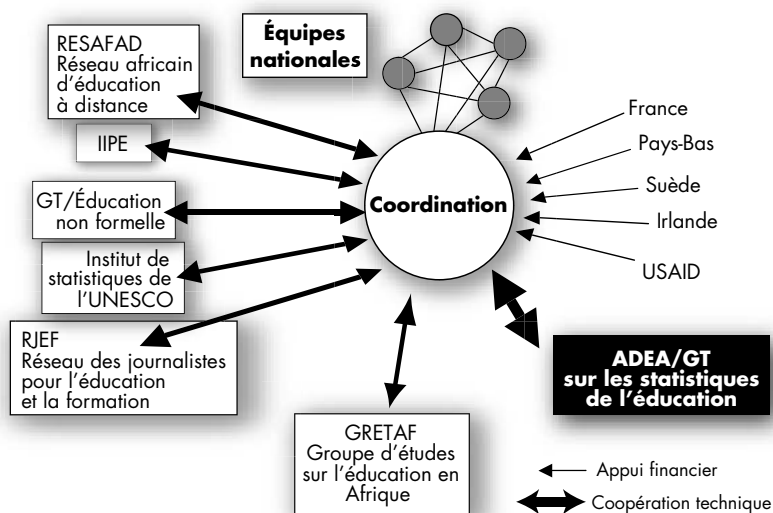 Équipes
nationales
RESAFAD
Réseau africain
d'éducation
à distance
IIPE
GT/Éducation
non formelle
Institut de
statistiques de
l'UNESCO
RJEF
Réseau des journalistes
pour l'éducation
et la formation
Coordination
France
Pays-Bas
Suède
Irlande
USAID
ADEA/GT
sur les statistiques
de l'éducation
GRETAF
Groupe d'études
sur l'éducation en
Afrique
Appui financier
Coopération technique